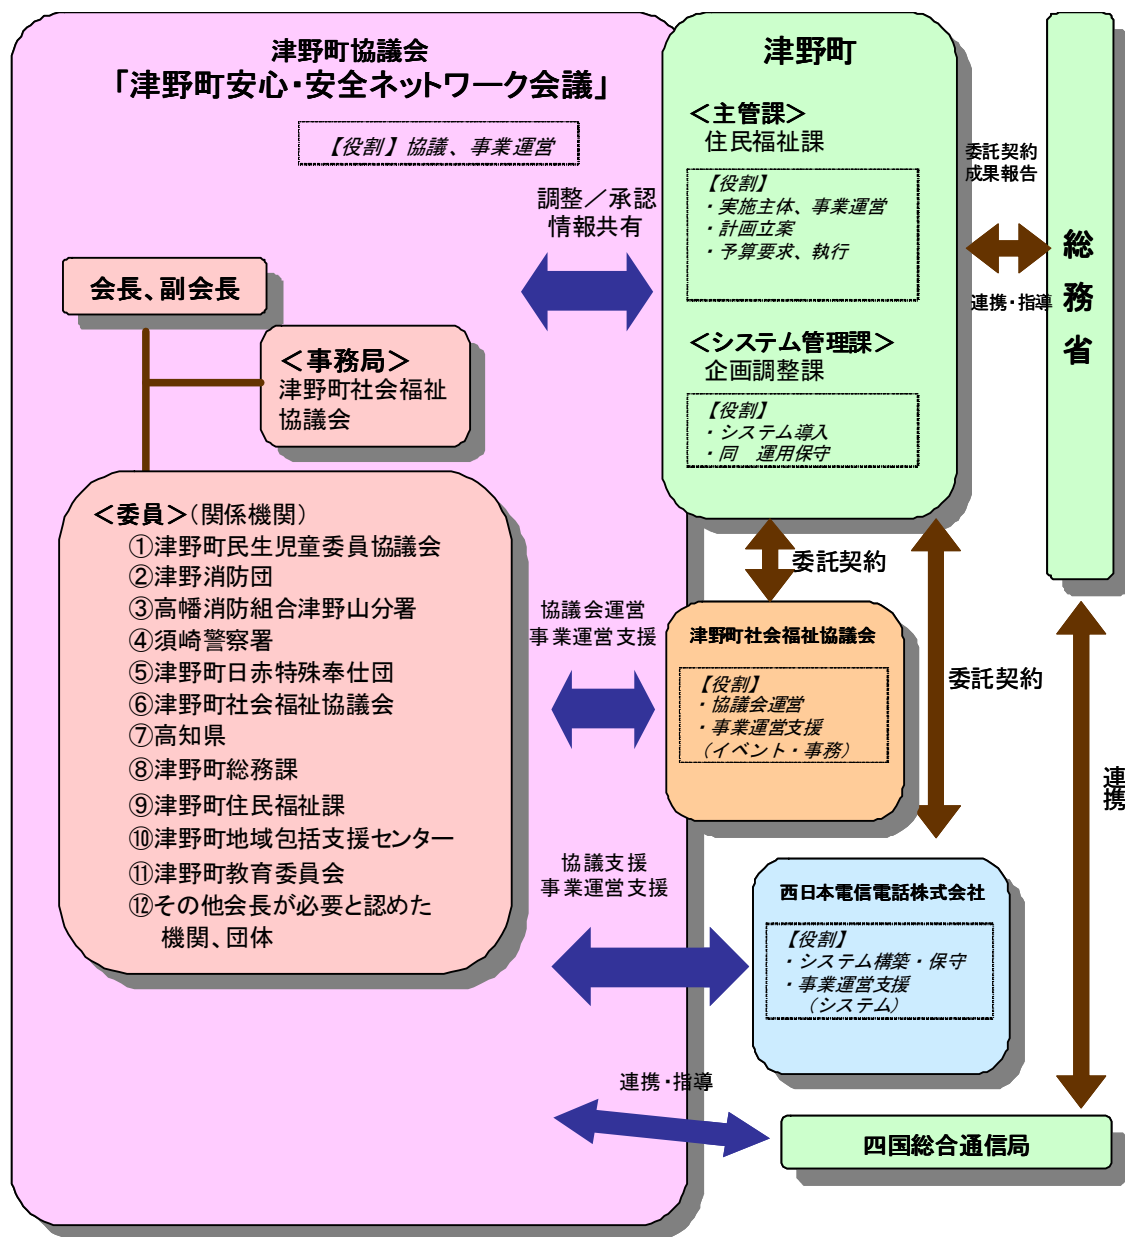 津野町協議会
「津野町安心・安全ネットワーク会議」
【役割】協議、事業運営
調整／承認
情報共有
会長、副会長
＜事務局＞
津野町社会福祉
協議会
＜委員＞(関係機関)
①津野町民生児童委員協議会
②津野消防団
③高幡消防組合津野山分署
④須崎警察署
⑤津野町日赤特殊奉仕団
⑥津野町社会福祉協議会
⑦高知県
⑧津野町総務課
⑨津野町住民福祉課
⑩津野町地域包括支援センター
⑪津野町教育委員会
⑫その他会長が必要と認めた
機関、団体
津野町
＜主管課＞
住民福祉課
【役割】
・実施主体、事業運営
・計画立案
・予算要求、執行
＜システム管理課＞
企画調整課
【役割】
・システム導入
・同　運用保守
委託契約
成果報告
連携・指導
総務省
委託契約
協議会運営
事業運営支援
津野町社会福祉協議会
【役割】
・協議会運営
・事業運営支援
（イベント・事務）
委託契約
連携
協議支援
事業運営支援
西日本電信電話株式会社
【役割】
・システム構築・保守
・事業運営支援
（システム）
連携・指導
四国総合通信局